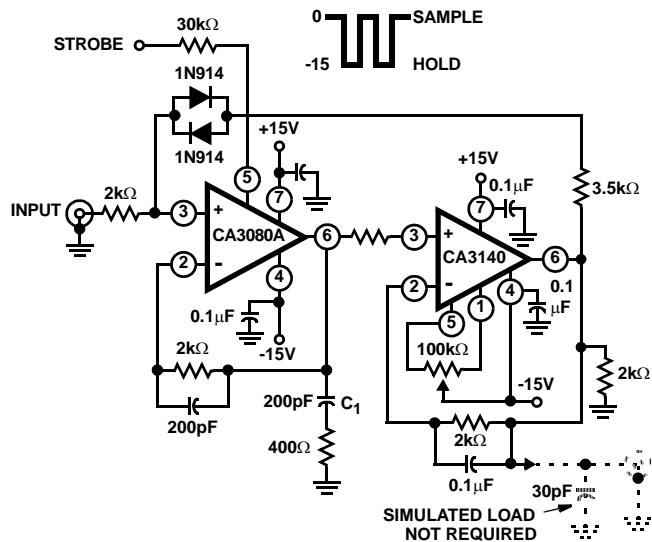 0
SAMPLE
-15
HOLD
30kΩ
STROBE
1N914
1N914
+15V
+15V
0.1µF
3.5kΩ
2kΩ
INPUT
5
7
7
3
+
CA3080A
6
3
+
CA3140
6
2
-
4
2
-
4
0.1
µF
5
1
0.1µF
-15V
100kΩ
-15V
2kΩ
2kΩ
200pF
200pF
C1
2kΩ
400Ω
0.1µF
30pF
SIMULATED LOAD
NOT REQUIRED